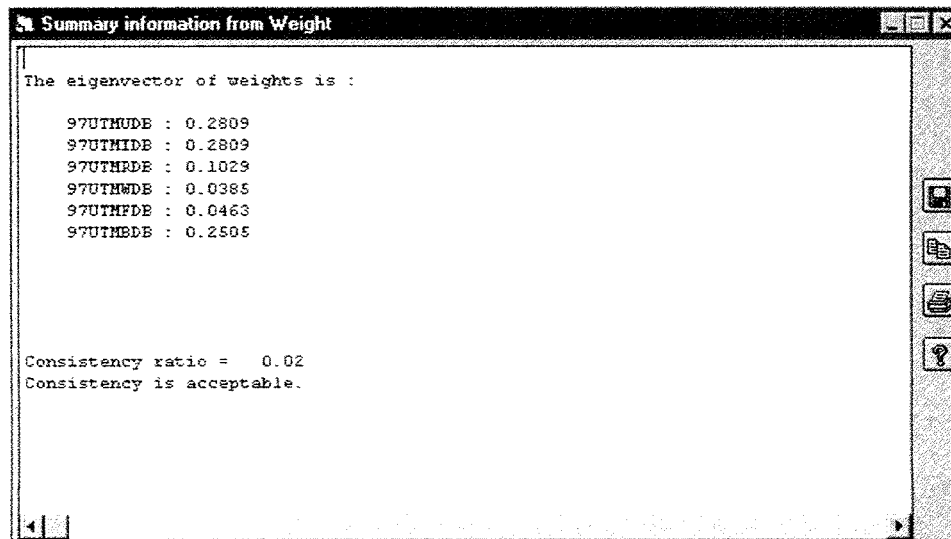 Summary information from Weight
The eigenvector of weights is :
97UTMUDB : 0.2809
97UTMIDB : 0.2809
97UTMRDB : 0.1029
97UTMWDB : 0.0385
97UTMFDB : 0.0463
97UTMBDB : 0.2505
Consistency ratio = 0.02
Consistency is acceptable.